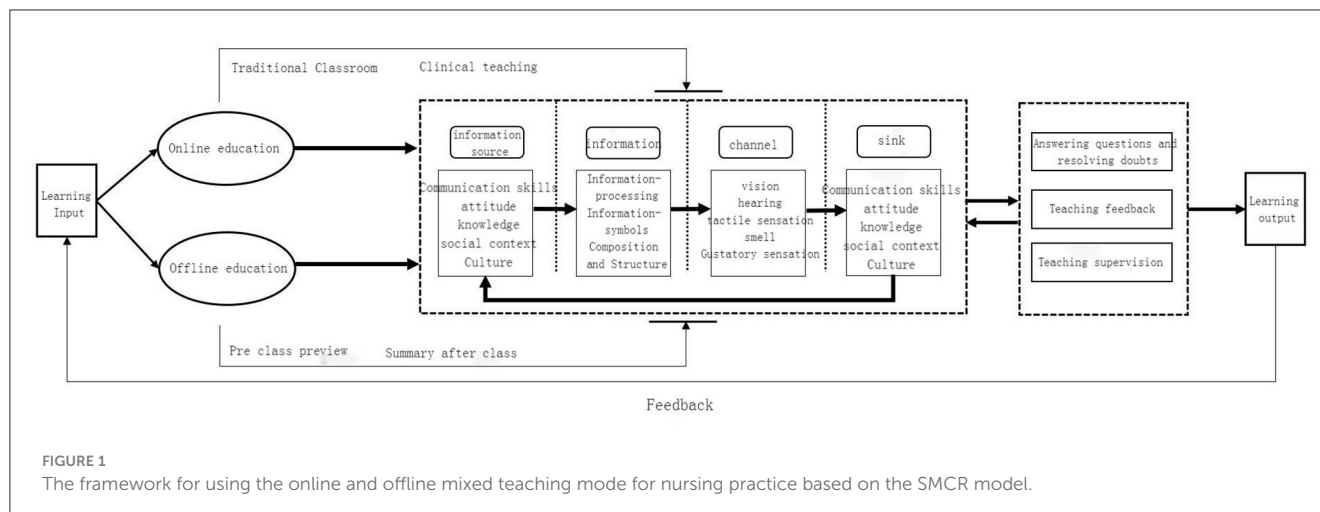 Traditional Classroom Clinical teaching
Online education
Offline education
Learning
Input
information
source
information
channel
sink
Communication skills
attitude
knowledge
social context
Culture
Information-
processing
Information-
symbols
Composition
and Structure
vision
hearing
tactile sensation
smell
Gustatory sensation
Communication skills
attitude
knowledge
social context
Culture
Answering questions and
resolving doubts
Teaching feedback
Teaching supervision
Learning
output
Pre class preview Summary after class
Feedback
FIGURE 1
The framework for using the online and offline mixed teaching mode for nursing practice based on the SMCR model.